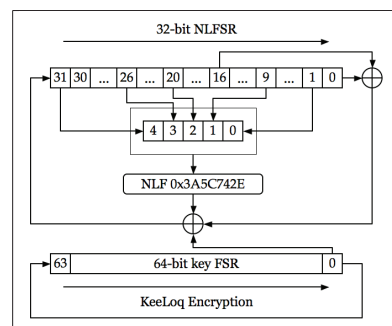 32-bit NLFSR
31 30 ... 26 ... 20 ... 16 ... 9 ... 1 0
4 3 2 1 0
NLF 0x3A5C742E
63 64-bit key FSR 0
KeeLoq Encryption